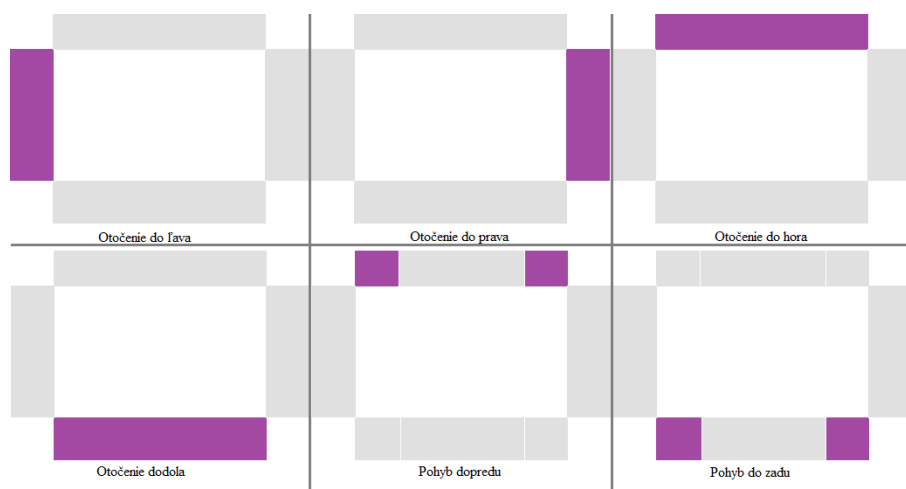 Otočenie do ľava
Otočenie do prava
Otočenie do hora
Otočenie dodola
Pohyb dopredu
Pohyb do zadu